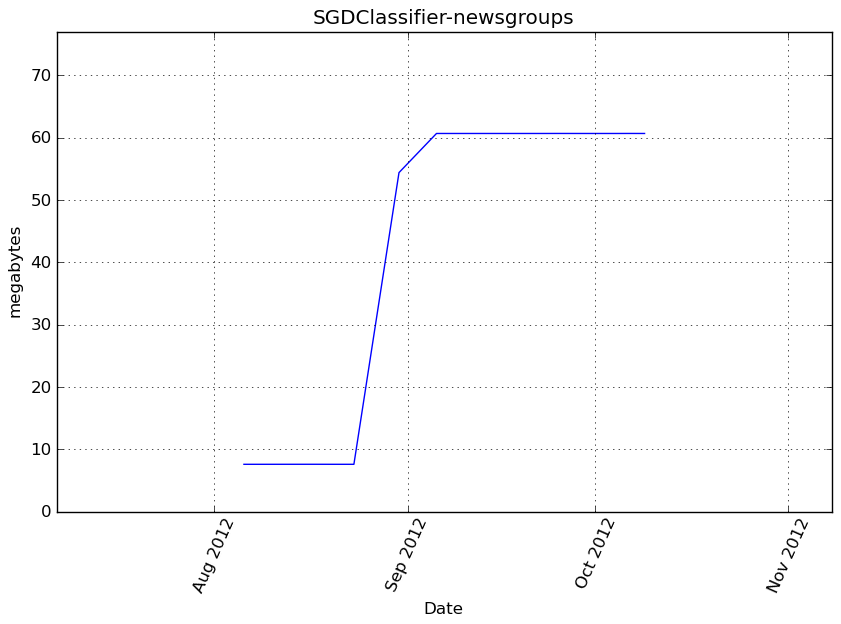 SGDClassifier-newsgroups
70
60
50
40
30
20
10
0
megabytes
Aug 2012
Sep 2012
Oct 2012
Nov 2012
Date